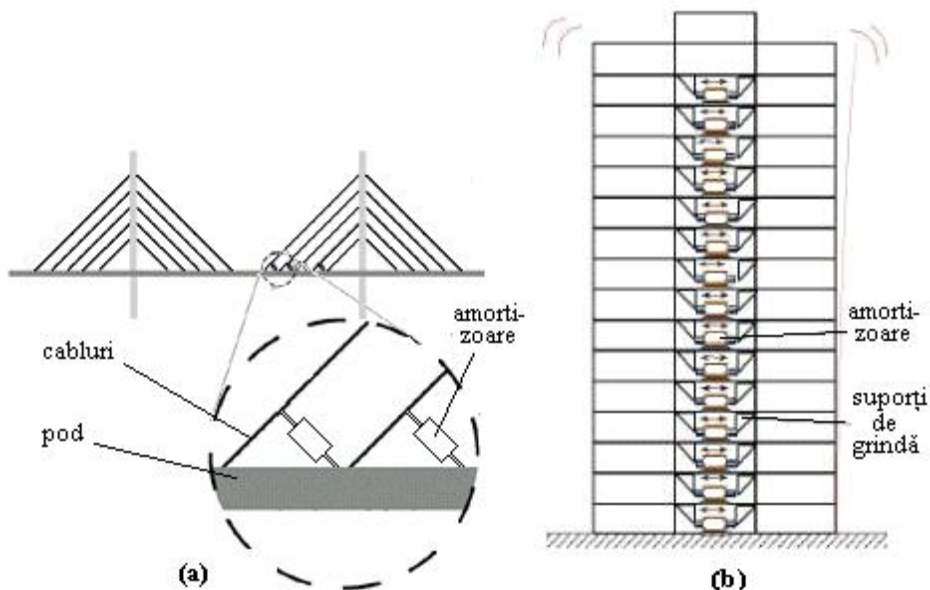 amorti-
zoare
cabluri
pod
(a)
amorti-
zoare
suporți
de
grindă
(b)